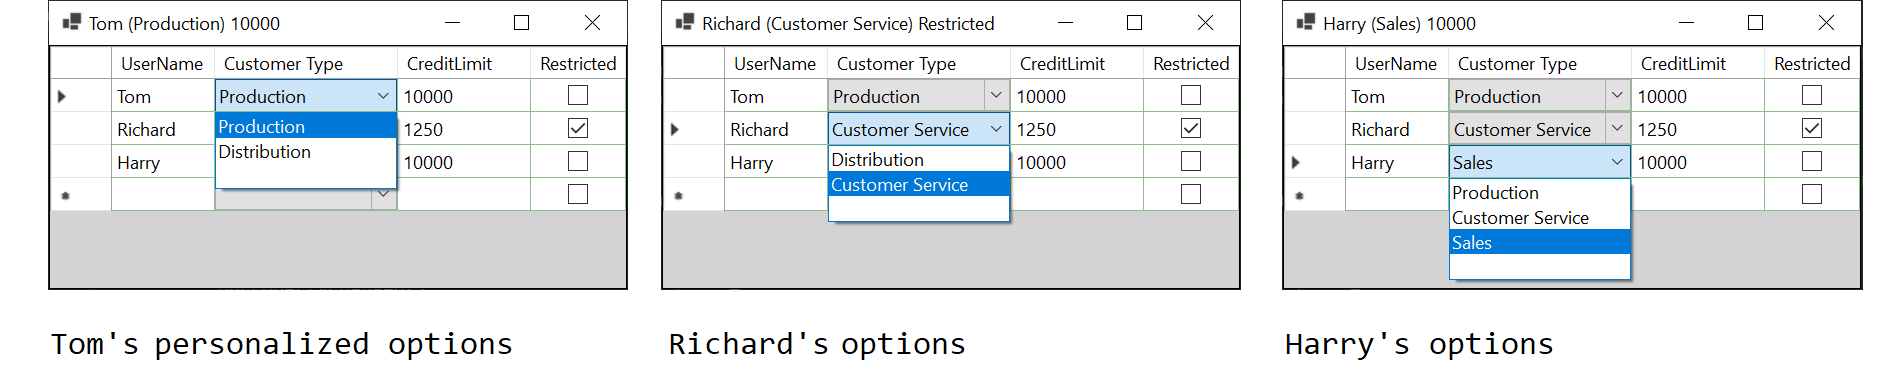 Tom (Production) 10000
UserName Customer Type CreditLimit Restricted
Tom Production 10000
Production
Richard 1250
Distribution
Harry 10000
Tom's personalized options
Richard (Customer Service) Restricted
UserName Customer Type CreditLimit Restricted
Tom Production 10000
Richard Customer Service 1250
Distribution
Harry 10000
Customer Service
Richard's options
Harry (Sales) 10000
UserName Customer Type CreditLimit Restricted
Tom Production 10000
Richard Customer Service 1250
Harry Sales 10000
Production
Customer Service
Sales
Harry's options